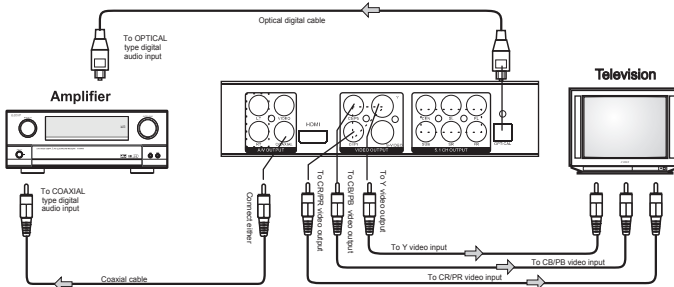 Optical digital cable
To OPTICAL
type digital
audio input
Amplifier
Television
L.T
VIDEO
HDMI
COAXIAL
A/V OUTPUT
VIDEO OUTPUT
5.1 CH OUTPUT
OPTICAL
To COAXIAL
type digital
audio input
Connect either
To CR/PR video output
To CB/PB video output
To Y video output
To Y video input
To CB/PB video input
To CR/PR video input
Coaxial cable